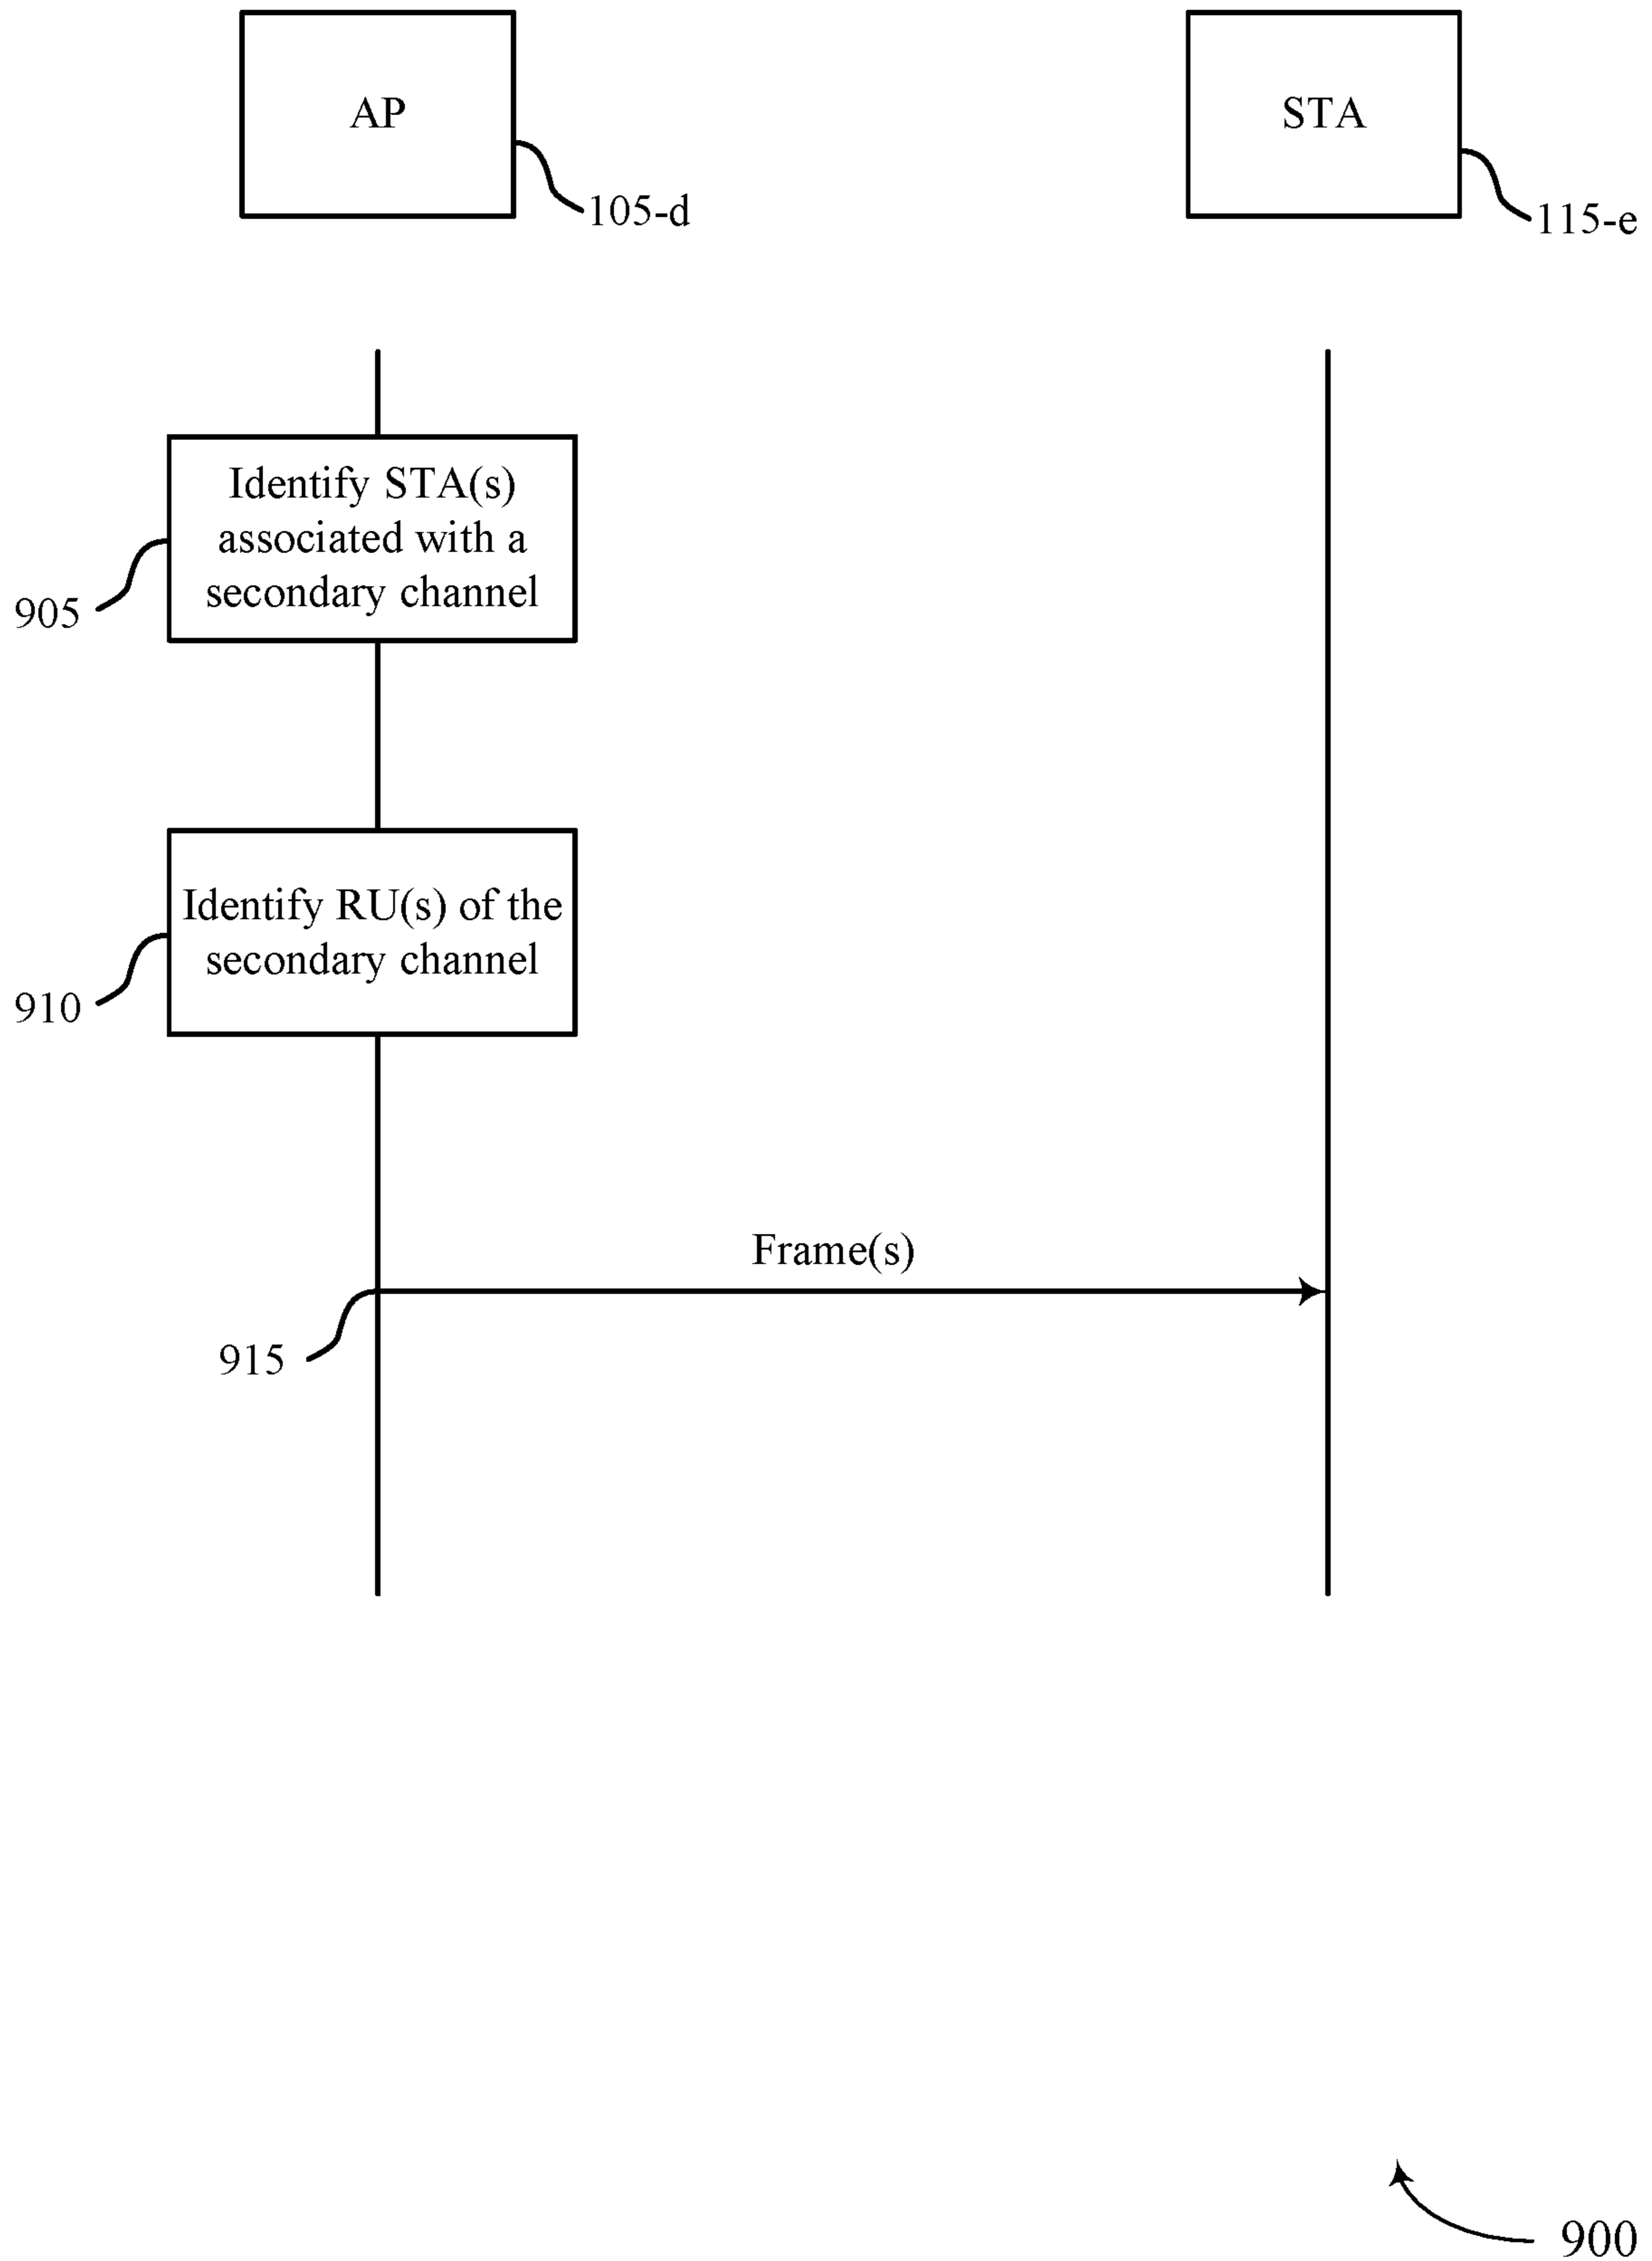 AP
STA
105-d
115-e
Identify STA(s)
associated with a
secondary channel
905
Identify RU(s) of the
secondary channel
910
Frame(s)
915
900